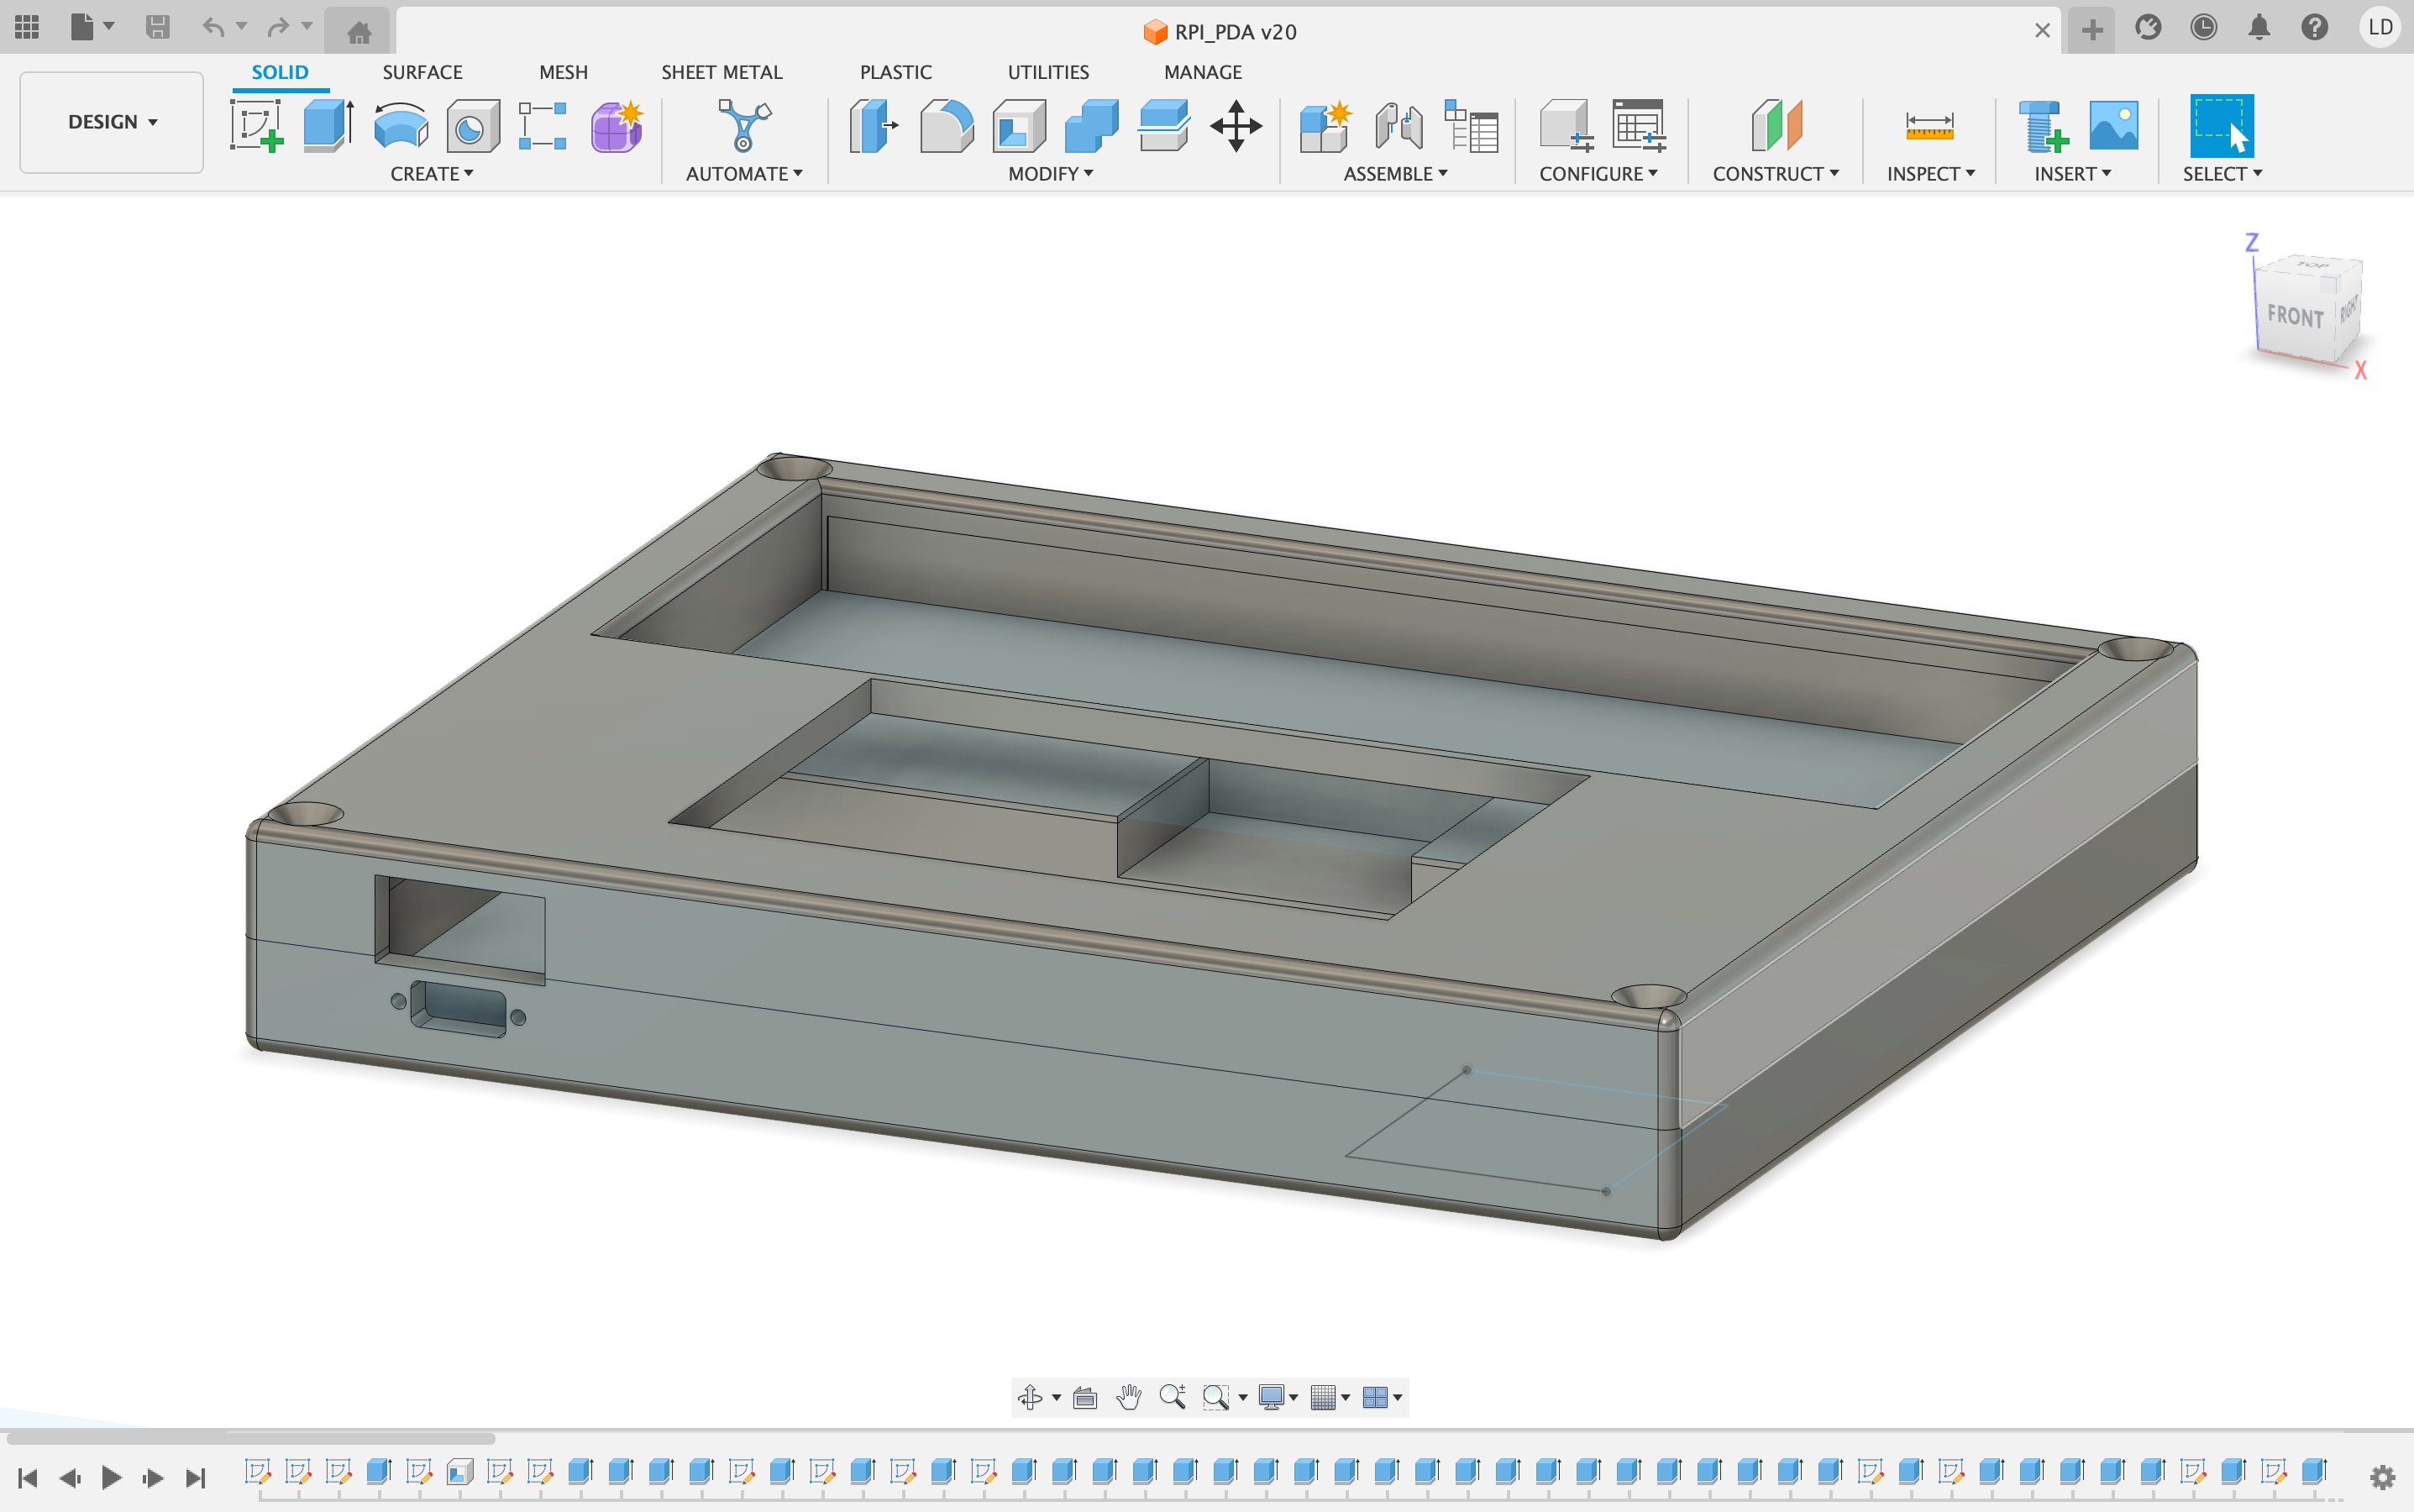 RPI_PDA v20
LD
DESIGN
SOLID SURFACE MESH SHEET METAL PLASTIC UTILITIES MANAGE
CREATE AUTOMATE MODIFY ASSEMBLE CONFIGURE CONSTRUCT INSPECT INSERT SELECT
Z
TOP
FRONT
RIGHT
X